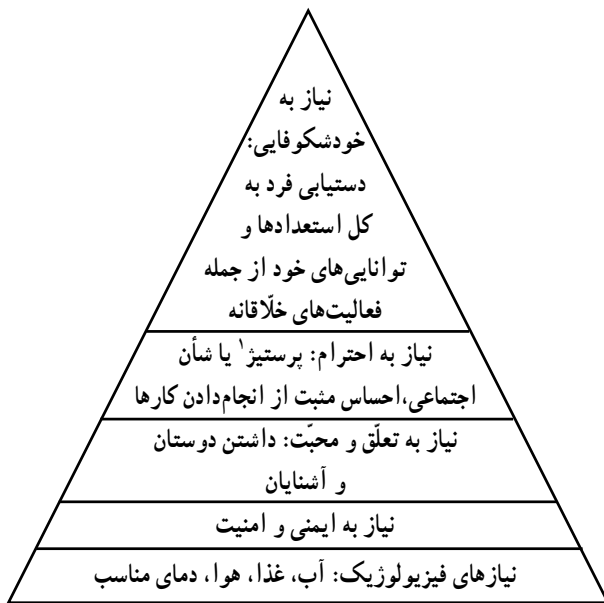 نیاز به
خودشکوفایی:
دستیابی فرد به
کل استعدادها و
توانایی‌های خود از جمله
فعالیت‌های خلّاقانه
نیاز به احترام: پرستیژ۱ یا شأن
اجتماعی،احساس مثبت از انجام‌دادن کارها
نیاز به تعلّق و محبّت: داشتن دوستان
و آشنایان
نیاز به ایمنی و امنیت
نیازهای فیزیولوژیک: آب، غذا، هوا، دمای مناسب